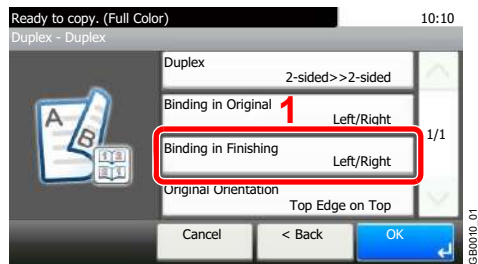 Ready to copy. (Full Color)
10:10
Duplex - Duplex
Duplex
2-sided>>2-sided
Binding in Original
1
Left/Right
1/1
Binding in Finishing
Left/Right
Original Orientation
Top Edge on Top
A
B
Cancel
< Back
OK
GB0010_01